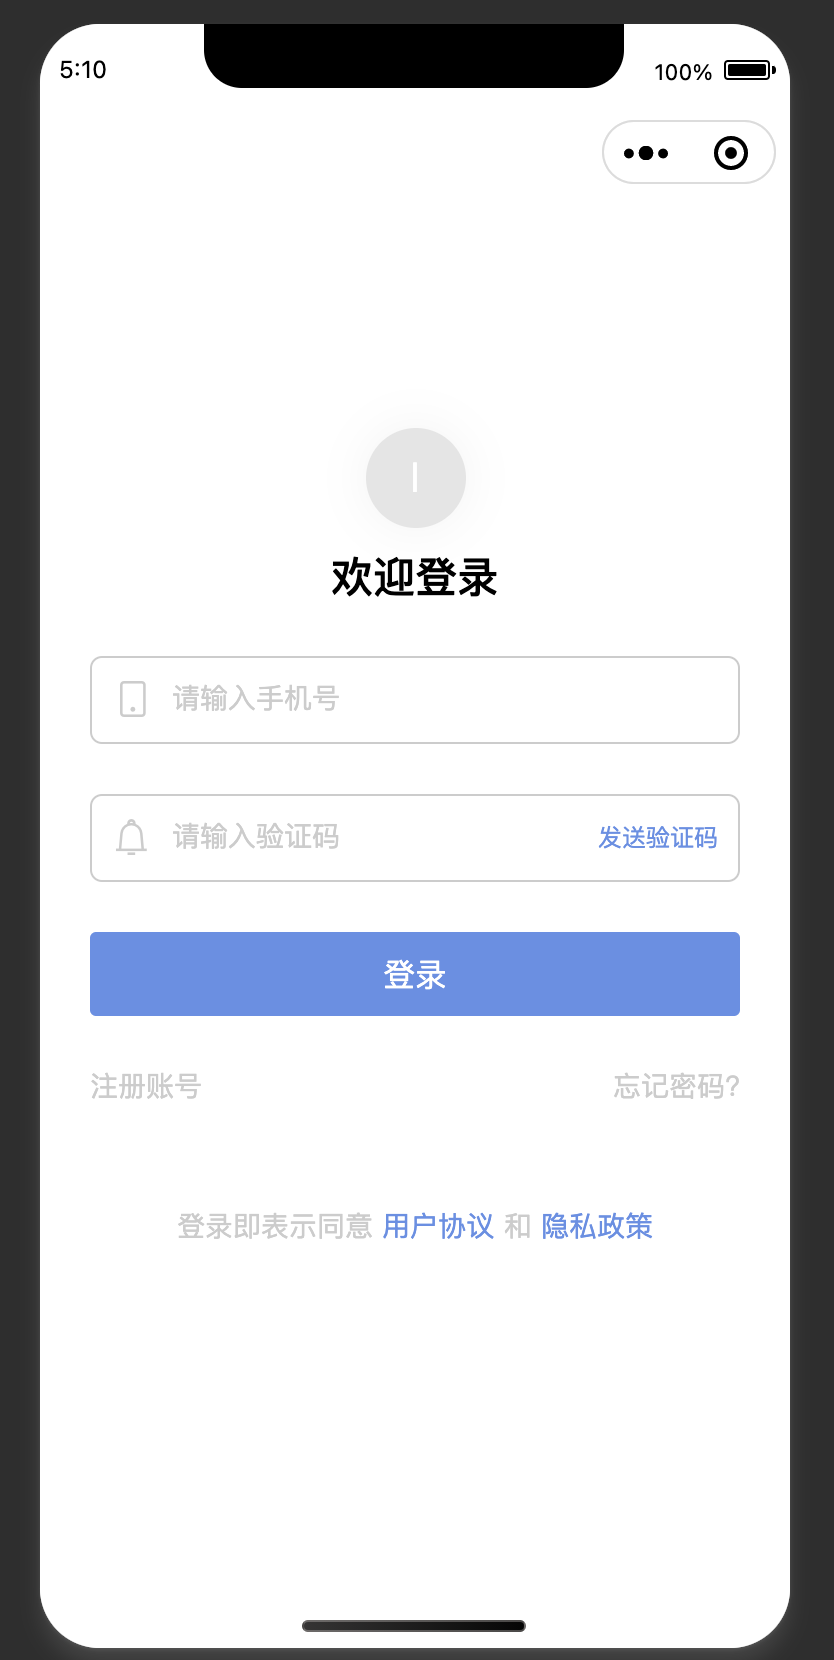 5:10
100%
欢迎登录
请输入手机号
请输入验证码 发送验证码
登录
注册账号 忘记密码?
登录即表示同意 用户协议 和 隐私政策